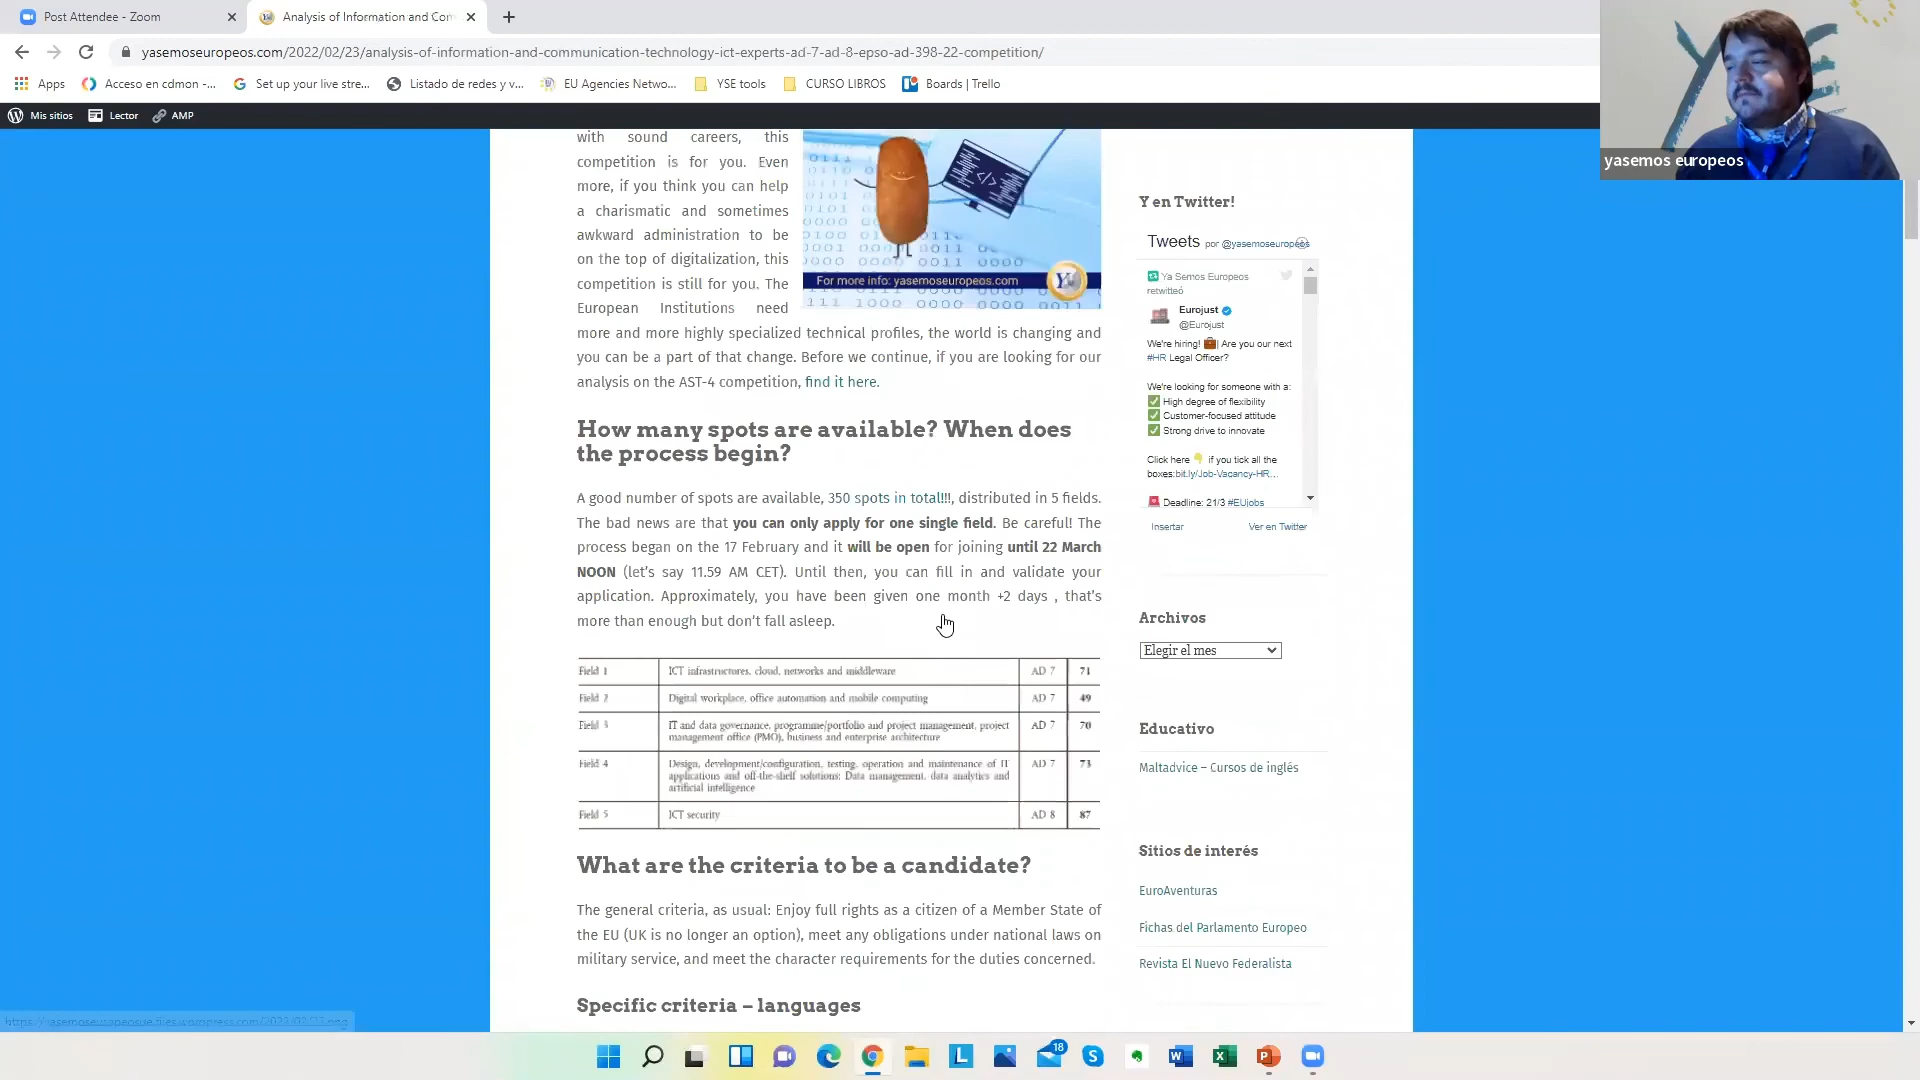 Post Attendee - Zoom
Analysis of Information and Com
yasemoseuropeos.com/2022/02/23/analysis-of-information-and-communication-technology-ict-experts-ad-7-ad-8-epso-ad-398-22-competition/
Apps
Acceso en cdmon -...
Set up your live stre...
Listado de redes y v...
EU Agencies Netwo...
YSE tools
CURSO LIBROS
Boards | Trello
Mis sitios
Lector
AMP
yasemos europeos
with sound careers, this
competition is for you. Even
more, if you think you can help
a charismatic and sometimes
awkward administration to be
on the top of digitalization, this
competition is still for you. The
European Institutions need
more and more highly specialized technical profiles, the world is changing and
you can be a part of that change. Before we continue, if you are looking for our
analysis on the AST-4 competition, find it here.
For more info: yasemoseuropeos.com
How many spots are available? When does
the process begin?
A good number of spots are available, 350 spots in total!!!, distributed in 5 fields.
The bad news are that you can only apply for one single field. Be careful! The
process began on the 17 February and it will be open for joining until 22 March
NOON (let's say 11.59 AM CET). Until then, you can fill in and validate your
application. Approximately, you have been given one month +2 days , that's
more than enough but don't fall asleep.
Field 1 ICT infrastructures, cloud, networks and middleware AD 7 71
Field 2 Digital workplace, office automation and mobile computing AD 7 49
Field 3 IT and data governance, programme/portfolio and project management, project AD 7 70
management office (PMO), business and enterprise architecture
Field 4 Design, development/configuration, testing, operation and maintenance of IT AD 7 73
applications and off-the-shelf solutions; Data management, data analytics and
artificial intelligence
Field 5 ICT security AD 8 87
What are the criteria to be a candidate?
The general criteria, as usual: Enjoy full rights as a citizen of a Member State of
the EU (UK is no longer an option), meet any obligations under national laws on
military service, and meet the character requirements for the duties concerned.
Specific criteria – languages
Y en Twitter!
Tweets por @yasemoseuropeos
Ya Semos Europeos
retwitteó
Eurojust
@Eurojust
We're hiring! | Are you our next
#HR Legal Officer?
We're looking for someone with a:
High degree of flexibility
Customer-focused attitude
Strong drive to innovate
Click here if you tick all the
boxes:bit.ly/Job-Vacancy-HR...
Deadline: 21/3 #EUjobs
Insertar
Ver en Twitter
Archivos
Elegir el mes
Educativo
Maltadvice – Cursos de inglés
Sitios de interés
EuroAventuras
Fichas del Parlamento Europeo
Revista El Nuevo Federalista
18